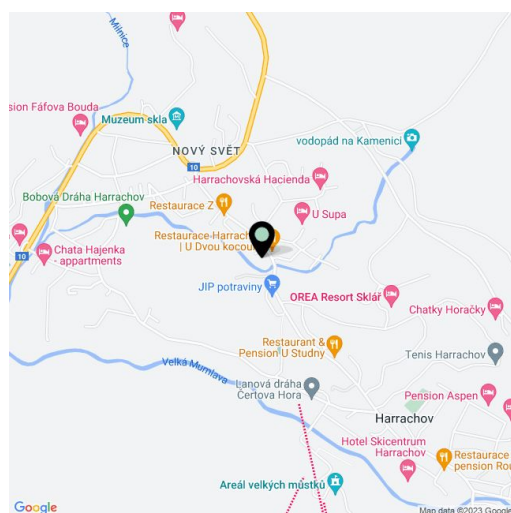 Milnice
sion Fáfova Bouda
Muzeum skla
NOVÝ SVĚT
vodopád na Kamenici
10
Harrachovská Hacienda
Bobová Dráha Harrachov
Restaurace Z
U Supa
Restaurace-Harrach
| U Dvou kocou
Chata Hajenka
- appartments
10
JIP potraviny
OREA Resort Sklář
Chatky Horačky
Restaurant &
Pension U Studny
Tenis Harrachov
Velká Mumlava
Lanová dráha
Čertova Hora
Pension Aspen
Harrachov
Hotel Skicentrum
Harrachov
Restaurace
pension Rou
Areál velkých můstků
Google
Map data ©2023 Google